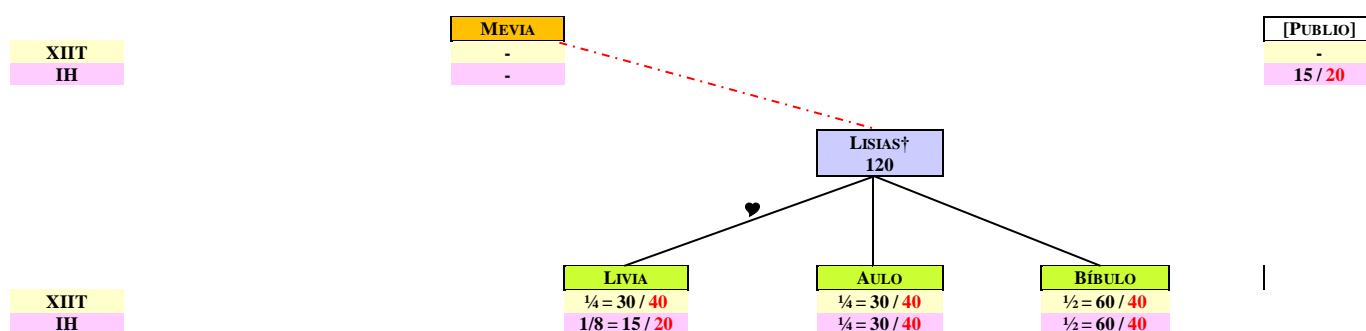 MEVIA [PUBLIO]
XIIT - -
IH - 15 / 20
LISIAS†
120
LIVIA AULO BÍBULO
XIIT ¼ = 30 / 40 ¼ = 30 / 40 ½ = 60 / 40
IH 1/8 = 15 / 20 ¼ = 30 / 40 ½ = 60 / 40